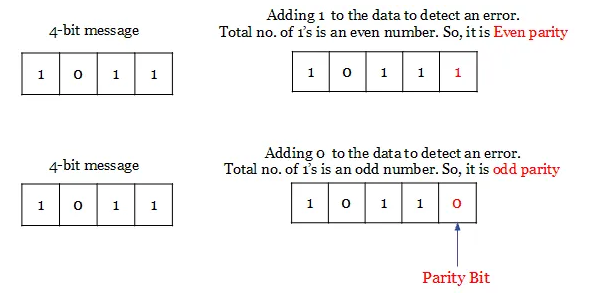 4-bit message
1 0 1 1
Adding 1 to the data to detect an error.
Total no. of 1's is an even number. So, it is Even parity
1 0 1 1 1
4-bit message
1 0 1 1
Adding 0 to the data to detect an error.
Total no. of 1's is an odd number. So, it is odd parity
1 0 1 1 0
Parity Bit